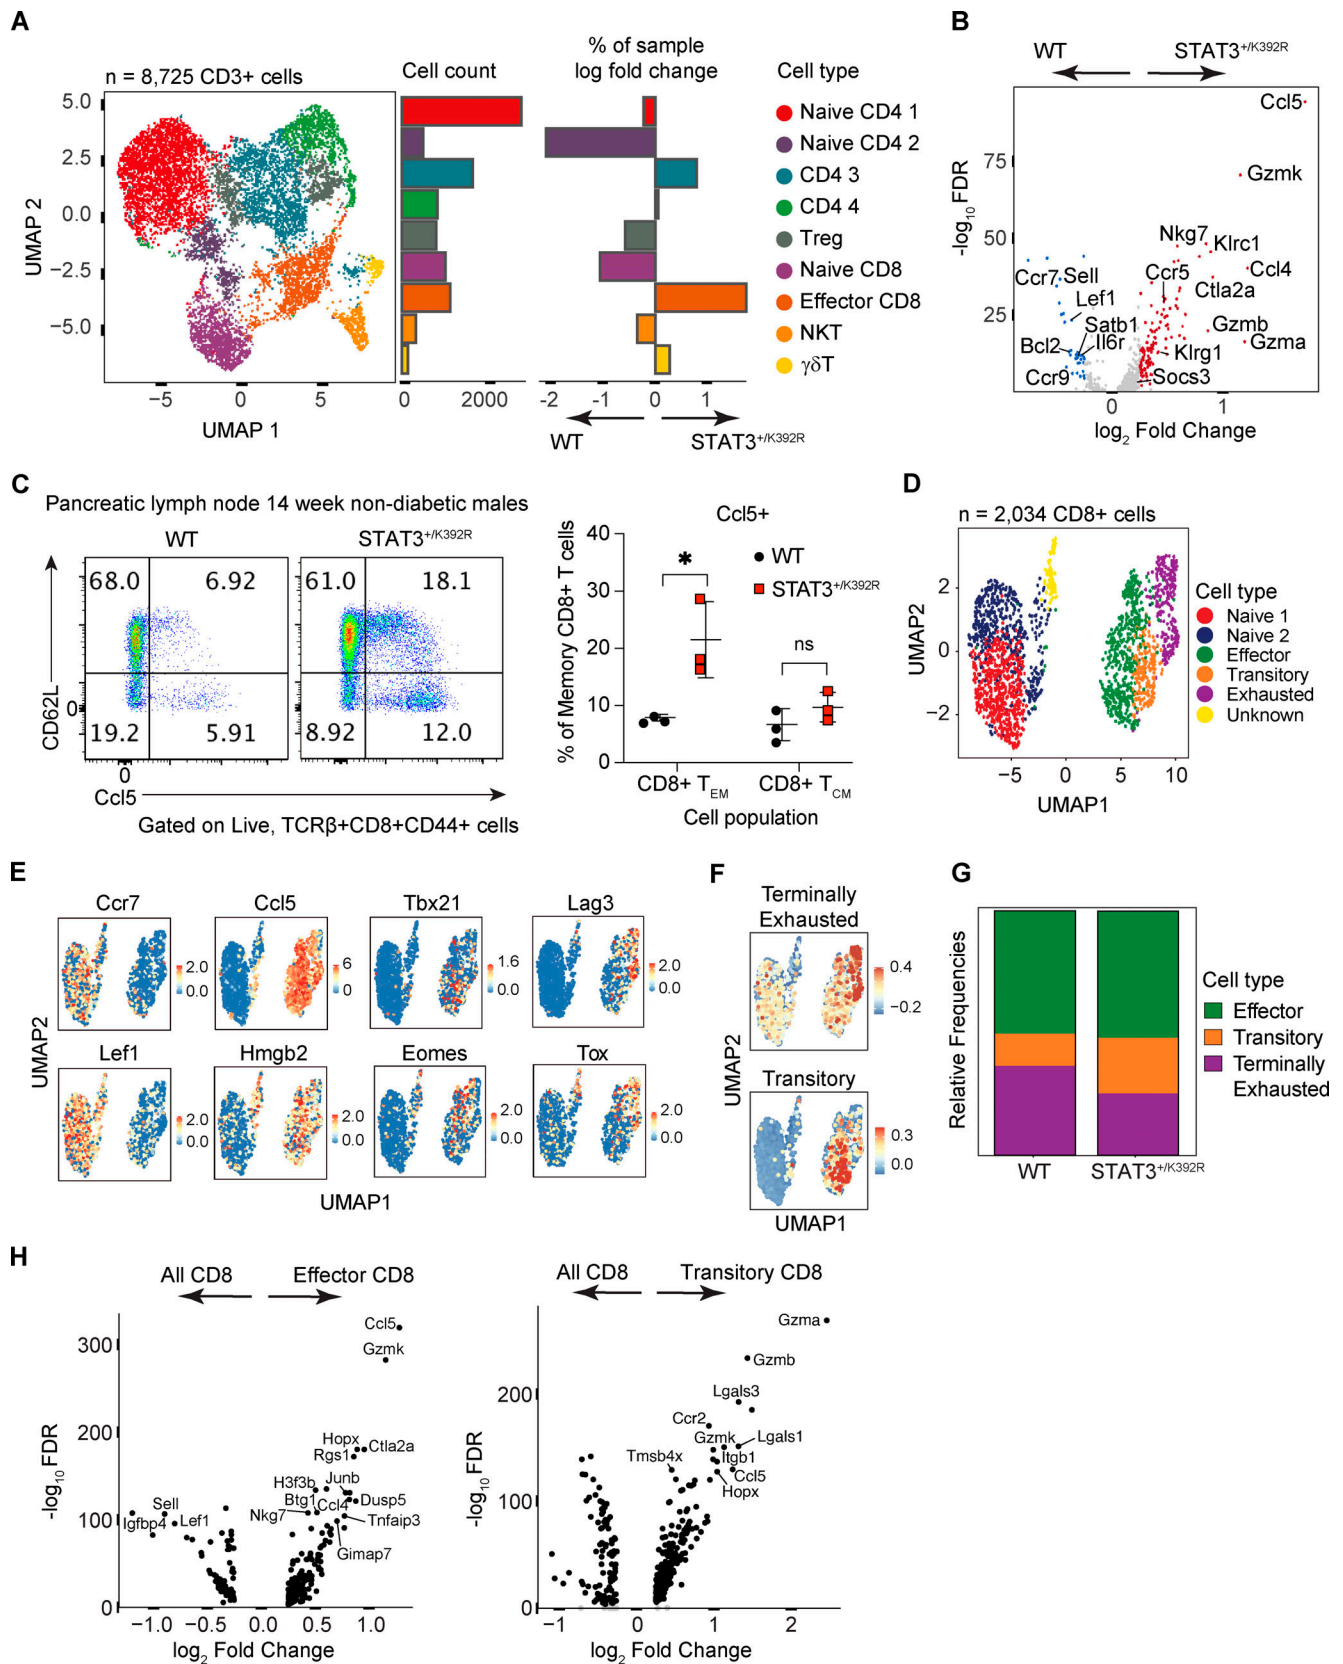 A
n = 8,725 CD3+ cells
Cell count
% of sample
log fold change
Cell type
5.0
2.5
0.0
−2.5
−5.0
UMAP 2
−5
0
5
UMAP 1
0
2000
-2
-1
0
1
WT
STAT3+/K392R
Naive CD4 1
Naive CD4 2
CD4 3
CD4 4
Treg
Naive CD8
Effector CD8
NKT
γδT
B
WT
STAT3+/K392R
75
50
25
-log10 FDR
Ccl5
Gzmk
Nkg7
Klrc1
Ccr7
Sell
Ccr5
Ccl4
Lef1
Ctla2a
Satb1
Gzmb
Bcl2
Il6r
Gzma
Klrg1
Ccr9
Socs3
0
1
log2 Fold Change
C
Pancreatic lymph node 14 week non-diabetic males
WT
STAT3+/K392R
68.0
6.92
19.2
5.91
61.0
18.1
8.92
12.0
CD62L
0
0
Ccl5
Gated on Live, TCRβ+CD8+CD44+ cells
Ccl5+
% of Memory CD8+ T cells
40
30
20
10
0
*
ns
WT
STAT3+/K392R
CD8+ TEM
CD8+ TCM
Cell population
D
n = 2,034 CD8+ cells
UMAP2
2
0
−2
−5
0
5
10
UMAP1
Cell type
Naive 1
Naive 2
Effector
Transitory
Exhausted
Unknown
E
Ccr7
Ccl5
Tbx21
Lag3
2.0
0.0
6
0
1.6
0.0
2.0
0.0
Lef1
Hmgb2
Eomes
Tox
2.0
0.0
2.0
0.0
2.0
0.0
2.0
0.0
UMAP2
UMAP1
F
Terminally
Exhausted
0.4
−0.2
Transitory
0.3
0.0
UMAP2
UMAP1
G
Relative Frequencies
WT
STAT3+/K392R
Cell type
Effector
Transitory
Terminally
Exhausted
H
All CD8
Effector CD8
300
200
100
0
-log10 FDR
Ccl5
Gzmk
Hopx
Ctla2a
Rgs1
H3f3b
Junb
Btg1
Ccl4
Dusp5
Nkg7
Tnfaip3
Gimap7
Sell
Igfbp4
Lef1
−1.0
−0.5
0.0
0.5
1.0
log2 Fold Change
All CD8
Transitory CD8
200
100
0
-log10 FDR
Gzma
Gzmb
Lgals3
Ccr2
Gzmk
Lgals1
Tmsb4x
Itgb1
Ccl5
Hopx
−1
0
1
2
log2 Fold Change